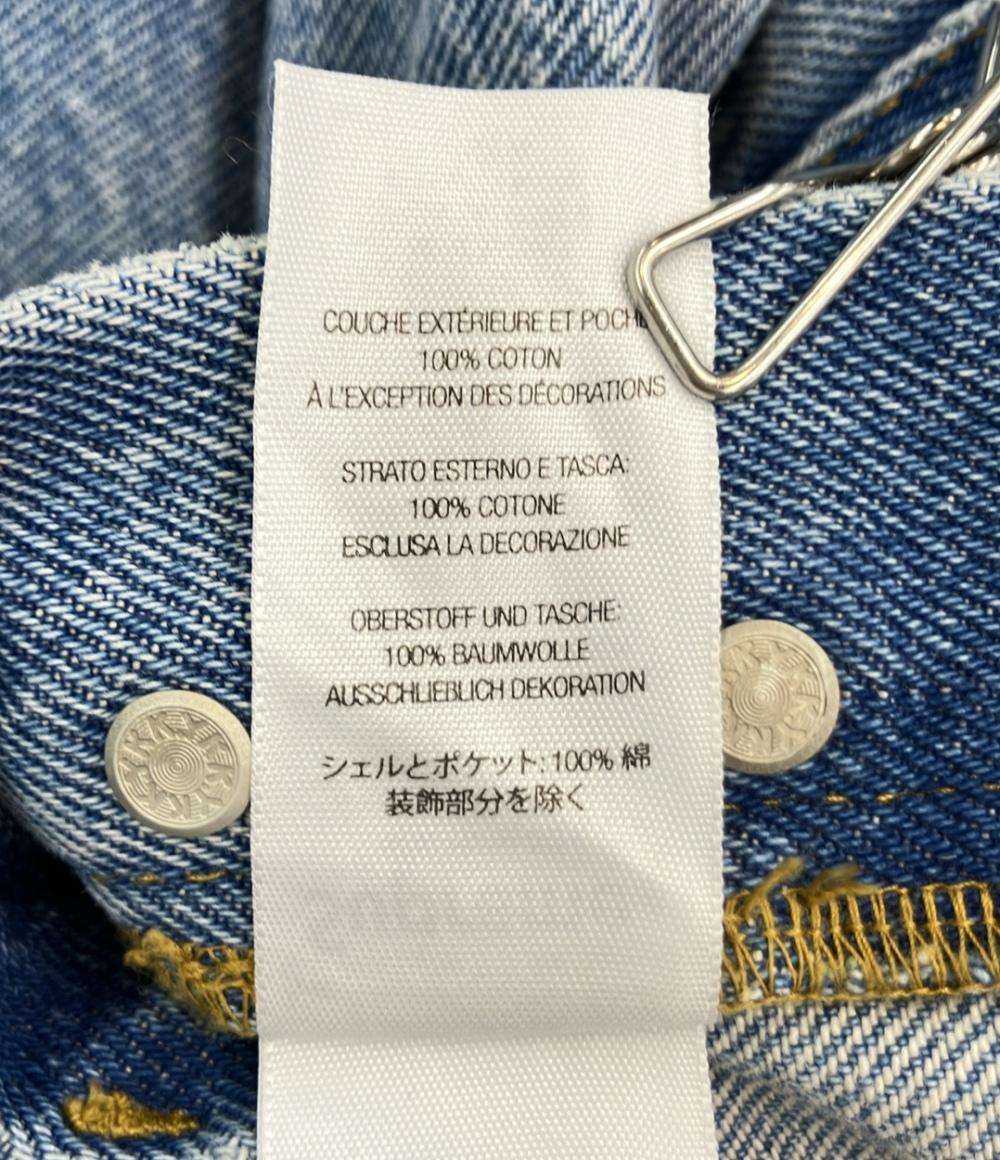 COUCHE EXTÉRIEURE ET POCHE
100% COTON
À L'EXCEPTION DES DÉCORATIONS
STRATO ESTERNO E TASCA:
100% COTONE
ESCLUSA LA DECORAZIONE
OBERSTOFF UND TASCHE:
100% BAUMWOLLE
AUSSCHLIEBLICH DEKORATION
シェルとポケット: 100% 綿
装飾部分を除く